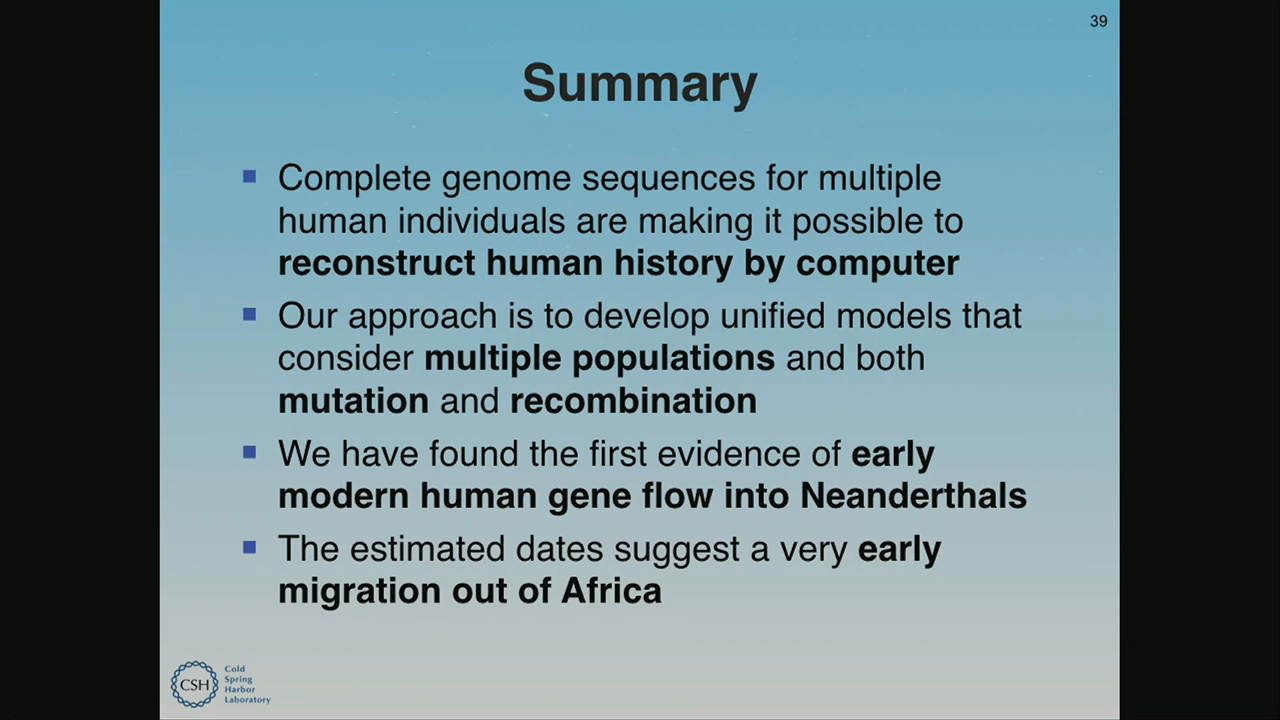 39
Summary
Complete genome sequences for multiple
human individuals are making it possible to
reconstruct human history by computer
Our approach is to develop unified models that
consider multiple populations and both
mutation and recombination
We have found the first evidence of early
modern human gene flow into Neanderthals
The estimated dates suggest a very early
migration out of Africa
CSH
Cold
Spring
Harbor
Laboratory